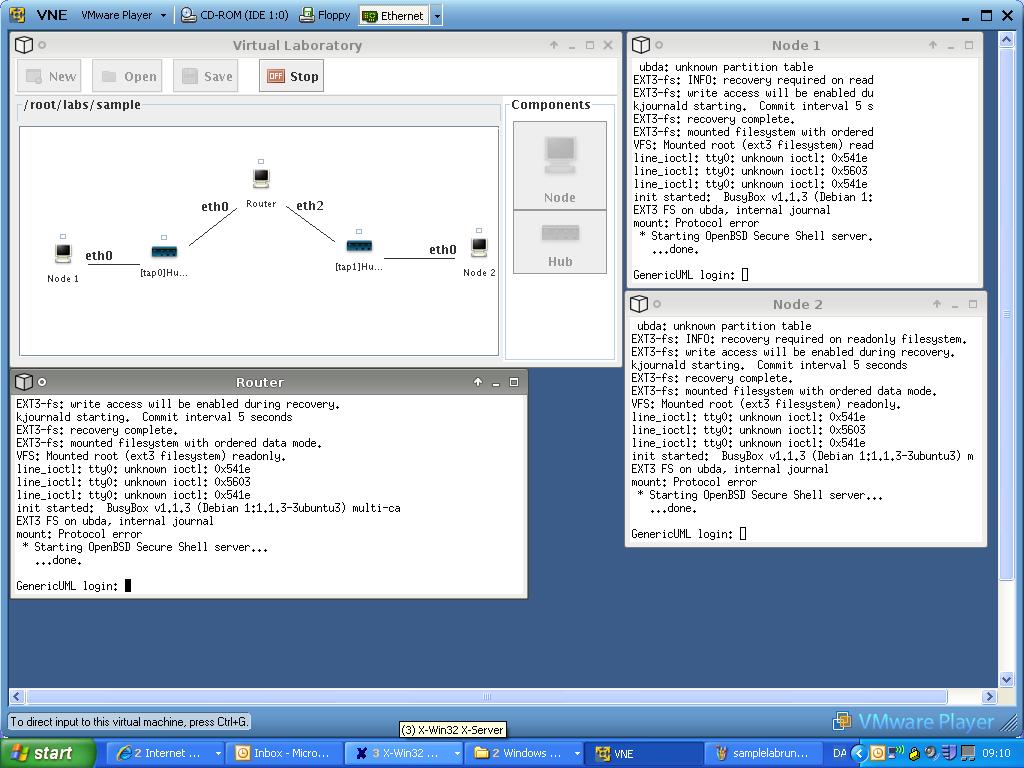 VNE VMware Player CD-ROM (IDE 1:0) Floppy Ethernet
Virtual Laboratory
New Open Save OFF Stop
/root/labs/sample
Components
Router
eth0 eth2
eth0
eth0
Node 1
[tap0]Hu...
[tap1]Hu...
Node 2
Node
Hub
Node 1
ubda: unknown partition table
EXT3-fs: INFO: recovery required on read
EXT3-fs: write access will be enabled du
kjournald starting.  Commit interval 5 s
EXT3-fs: recovery complete.
EXT3-fs: mounted filesystem with ordered
VFS: Mounted root (ext3 filesystem) read
line_ioctl: tty0: unknown ioctl: 0x541e
line_ioctl: tty0: unknown ioctl: 0x5603
line_ioctl: tty0: unknown ioctl: 0x541e
init started:  BusyBox v1.1.3 (Debian 1:
EXT3 FS on ubda, internal journal
mount: Protocol error
* Starting OpenBSD Secure Shell server.
...done.
GenericUML login:
Node 2
ubda: unknown partition table
EXT3-fs: INFO: recovery required on readonly filesystem.
EXT3-fs: write access will be enabled during recovery.
kjournald starting.  Commit interval 5 seconds
EXT3-fs: recovery complete.
EXT3-fs: mounted filesystem with ordered data mode.
VFS: Mounted root (ext3 filesystem) readonly.
line_ioctl: tty0: unknown ioctl: 0x541e
line_ioctl: tty0: unknown ioctl: 0x5603
line_ioctl: tty0: unknown ioctl: 0x541e
init started:  BusyBox v1.1.3 (Debian 1:1.1.3-3ubuntu3) m
EXT3 FS on ubda, internal journal
mount: Protocol error
* Starting OpenBSD Secure Shell server...
...done.
GenericUML login:
Router
EXT3-fs: write access will be enabled during recovery.
kjournald starting.  Commit interval 5 seconds
EXT3-fs: recovery complete.
EXT3-fs: mounted filesystem with ordered data mode.
VFS: Mounted root (ext3 filesystem) readonly.
line_ioctl: tty0: unknown ioctl: 0x541e
line_ioctl: tty0: unknown ioctl: 0x5603
line_ioctl: tty0: unknown ioctl: 0x541e
init started:  BusyBox v1.1.3 (Debian 1:1.1.3-3ubuntu3) multi-ca
EXT3 FS on ubda, internal journal
mount: Protocol error
* Starting OpenBSD Secure Shell server...
...done.
GenericUML login:
To direct input to this virtual machine, press Ctrl+G.
VMware Player
(3) X-Win32 X-Server
start 2 Internet ... Inbox - Micro... 3 X-Win32 ... 2 Windows ... VNE samplelabrun... DA 09:10